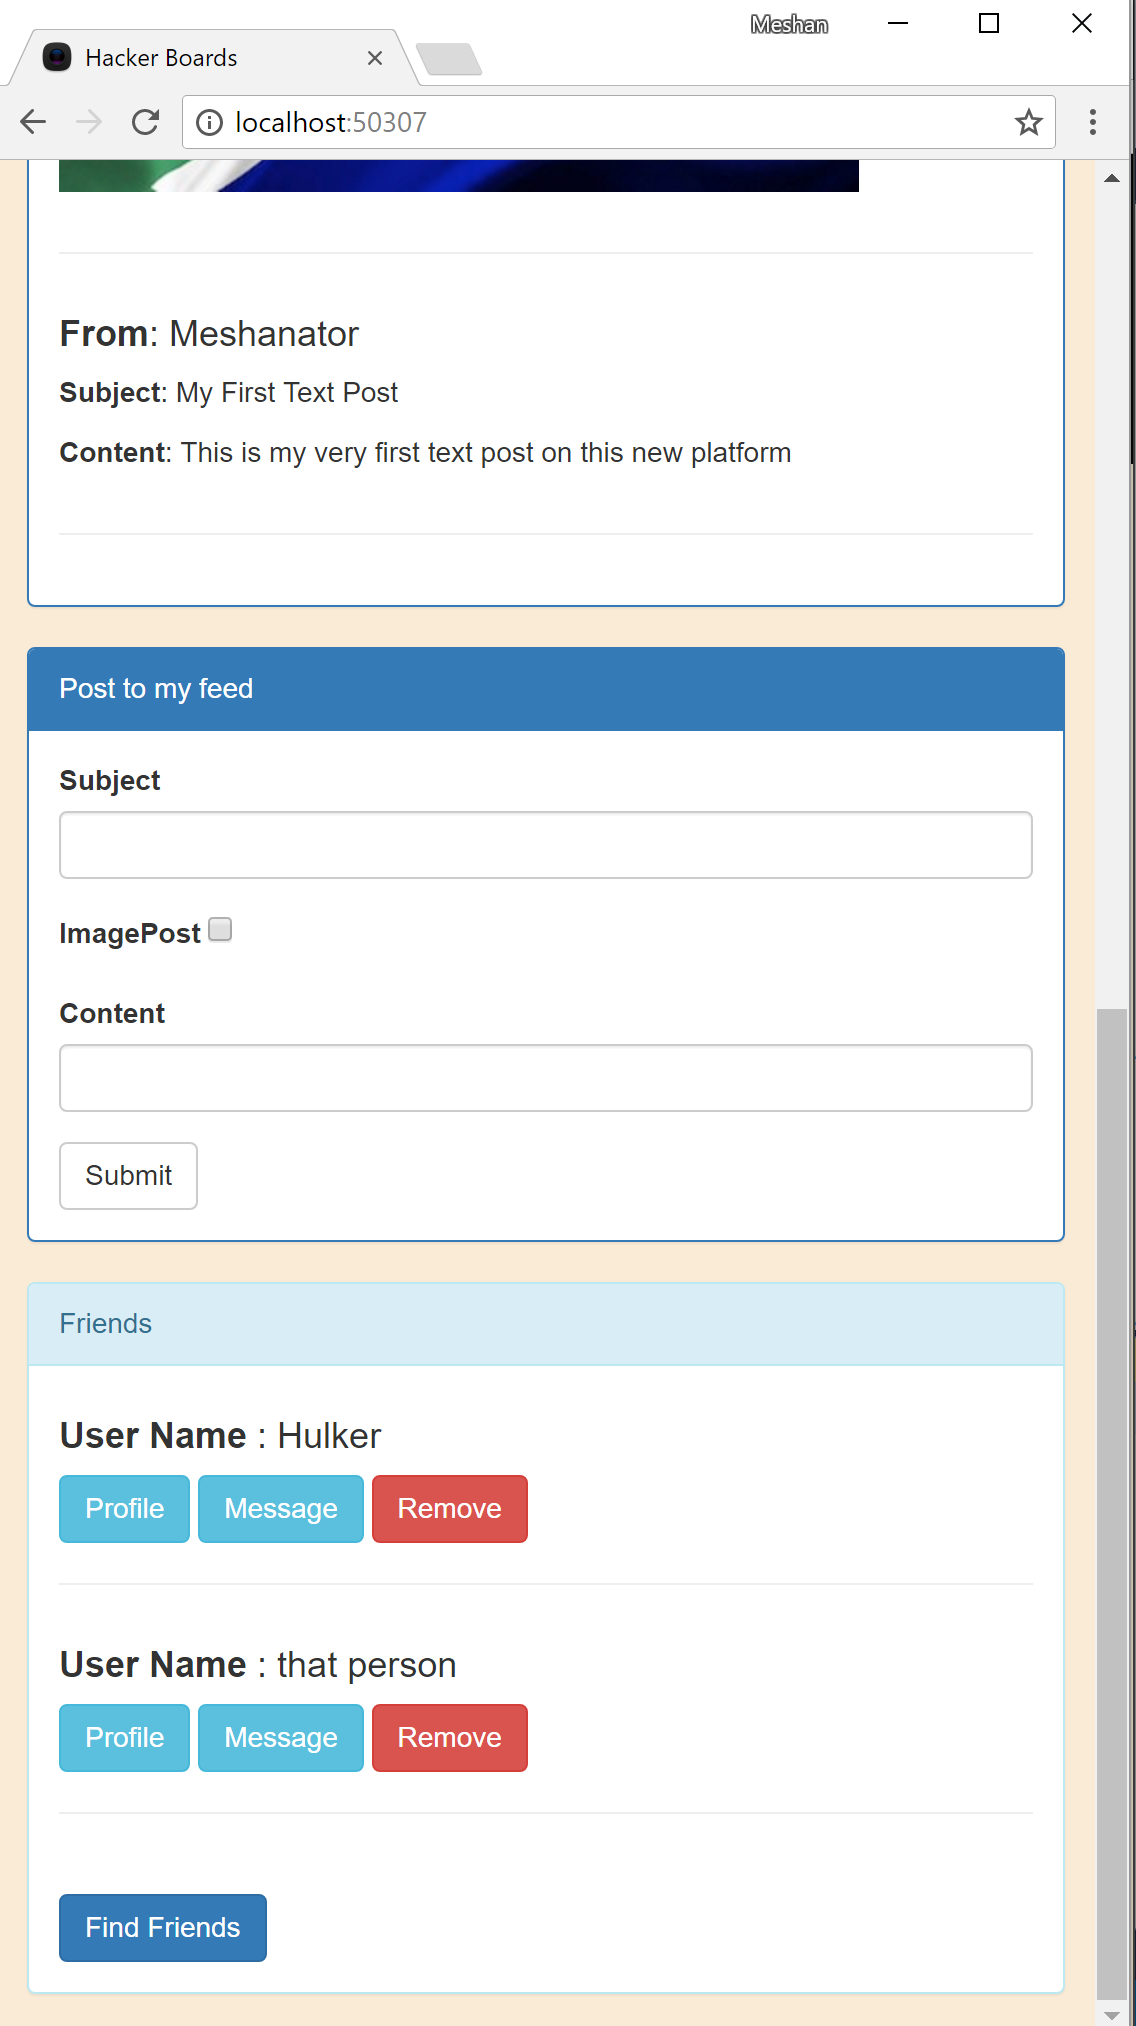 Meshan
Hacker Boards
localhost:50307
From: Meshanator
Subject: My First Text Post
Content: This is my very first text post on this new platform
Post to my feed
Subject
ImagePost
Content
Submit
Friends
User Name : Hulker
Profile Message Remove
User Name : that person
Profile Message Remove
Find Friends